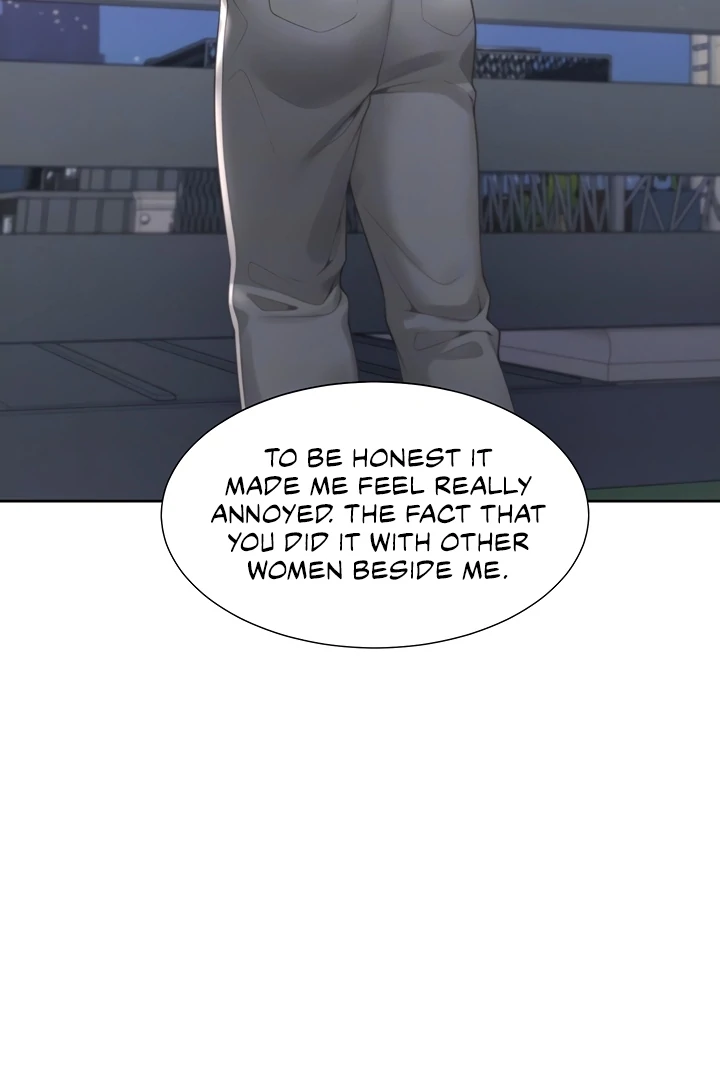 TO BE HONEST IT
MADE ME FEEL REALLY
ANNOYED. THE FACT THAT
YOU DID IT WITH OTHER
WOMEN BESIDE ME.